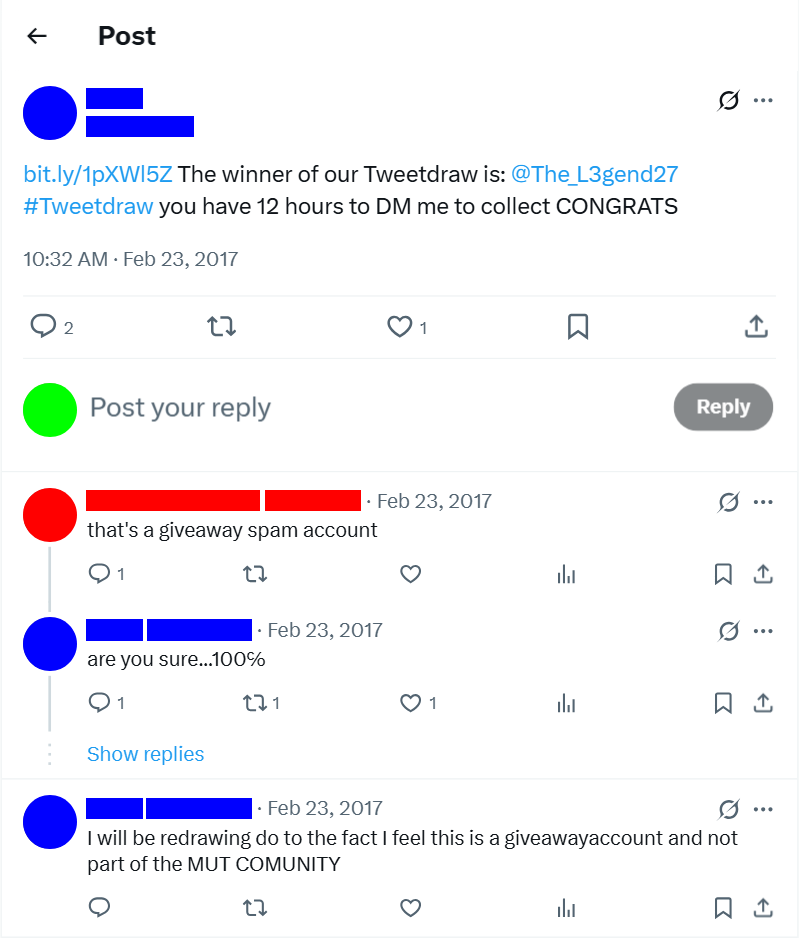 Post
bit.ly/1pXWl5Z The winner of our Tweetdraw is: @The_L3gend27
#Tweetdraw you have 12 hours to DM me to collect CONGRATS
10:32 AM · Feb 23, 2017
2
1
Post your reply
Reply
· Feb 23, 2017
that's a giveaway spam account
1
· Feb 23, 2017
are you sure...100%
1
1
1
Show replies
· Feb 23, 2017
I will be redrawing do to the fact I feel this is a giveawayaccount and not
part of the MUT COMUNITY